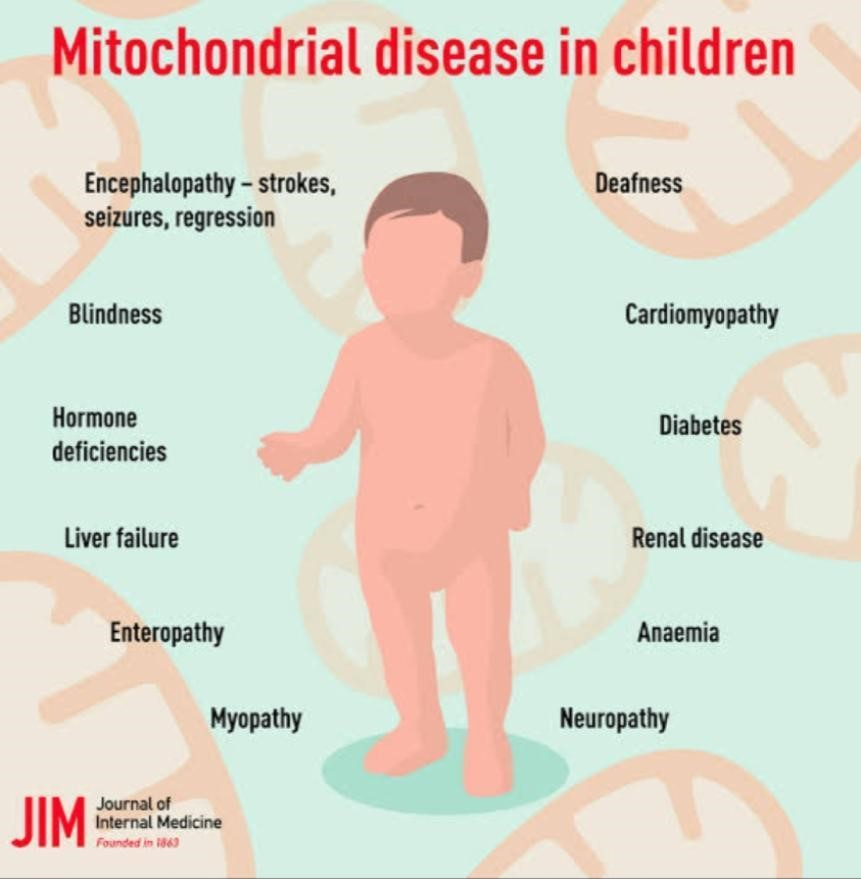 Mitochondrial disease in children
Encephalopathy – strokes,
seizures, regression
Deafness
Blindness
Cardiomyopathy
Hormone
deficiencies
Diabetes
Liver failure
Renal disease
Enteropathy
Anaemia
Myopathy
Neuropathy
JIM
Journal of
Internal Medicine
Founded in 1863